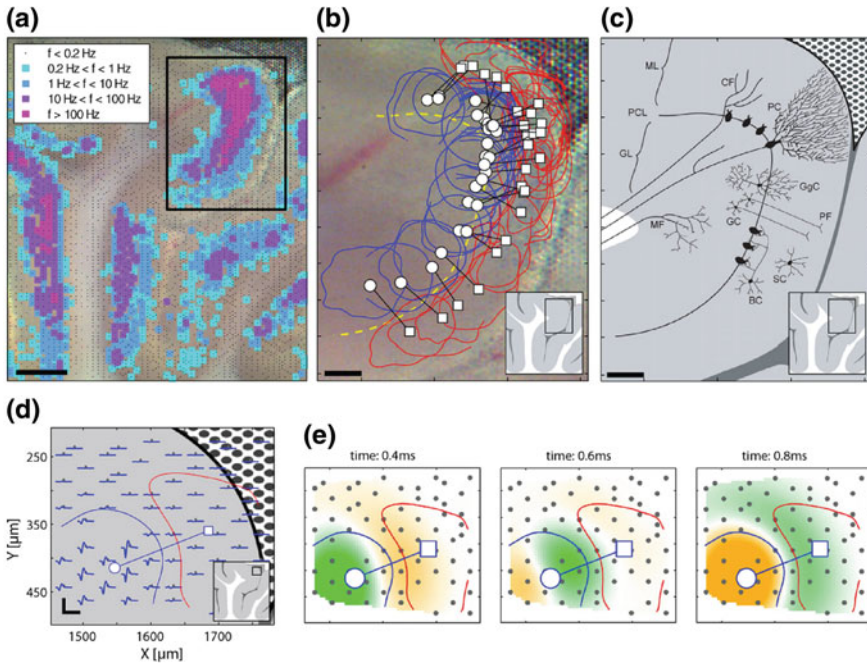 (a)
f < 0.2 Hz
0.2 Hz < f < 1 Hz
1 Hz < f < 10 Hz
10 Hz < f < 100 Hz
f > 100 Hz
(b)
(c)
ML
CF
PC
PCL
GL
GgC
GC
PF
MF
SC
BC
(d)
250
350
450
Y [µm]
1500
1600
1700
X [µm]
(e)
time: 0.4ms
time: 0.6ms
time: 0.8ms